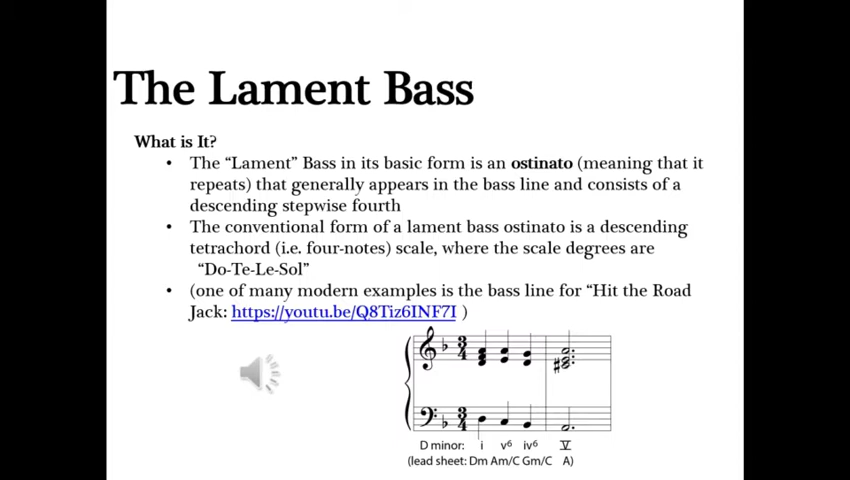 The Lament Bass
What is It?
• The “Lament” Bass in its basic form is an ostinato (meaning that it
repeats) that generally appears in the bass line and consists of a
descending stepwise fourth
• The conventional form of a lament bass ostinato is a descending
tetrachord (i.e. four-notes) scale, where the scale degrees are
“Do-Te-Le-Sol”
• (one of many modern examples is the bass line for “Hit the Road
Jack: https://youtu.be/Q8Tiz6INF7I )
3 4
3 4
D minor: i v6 iv6 V
(lead sheet: Dm Am/C Gm/C A)